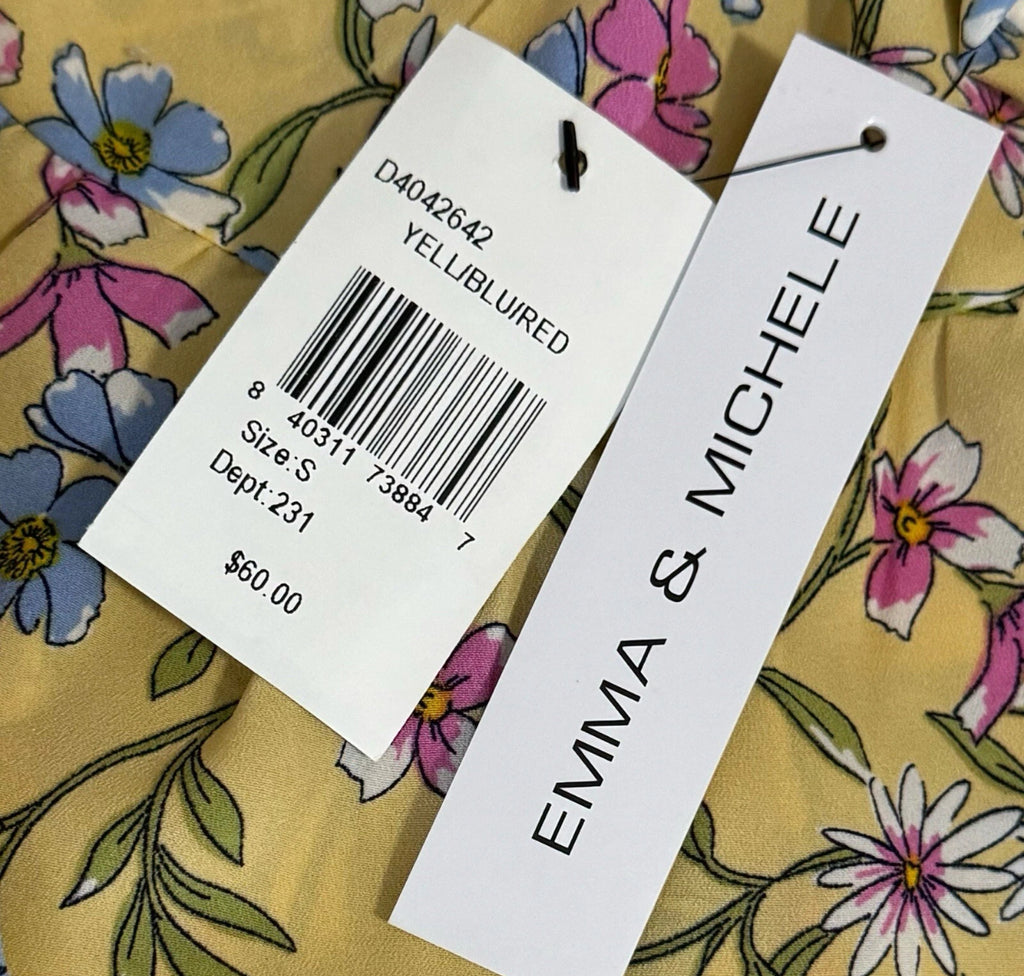 D4042642
YELL/BLU/RED
8 40311 73884 7
Size:S
Dept:231
$60.00
EMMA & MICHELE